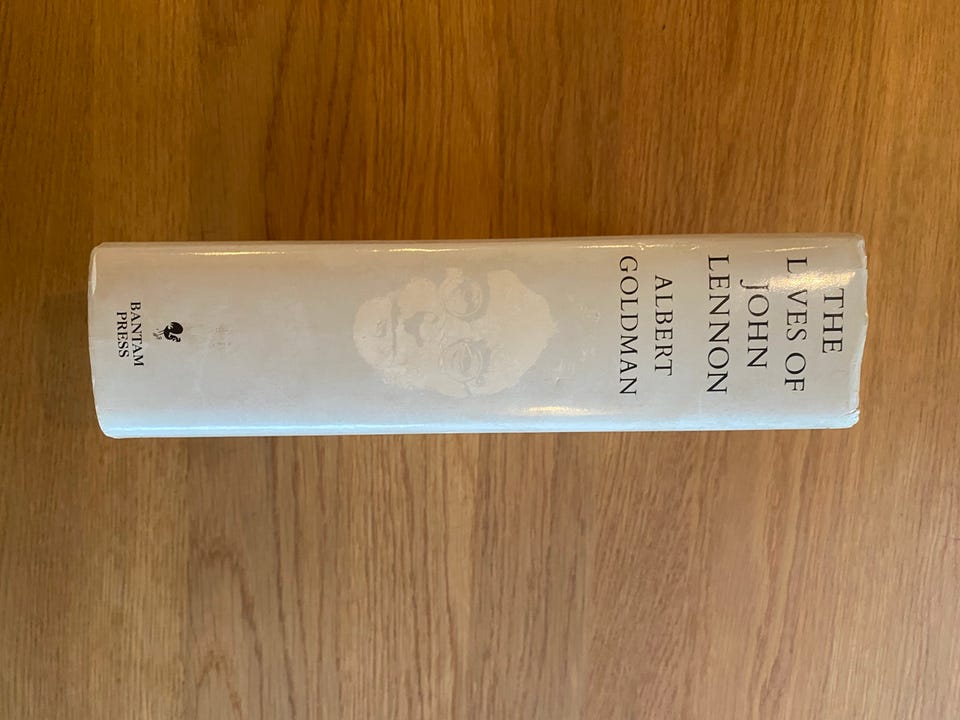 THE
LIVES OF
JOHN
LENNON
ALBERT
GOLDMAN
BANTAM
PRESS